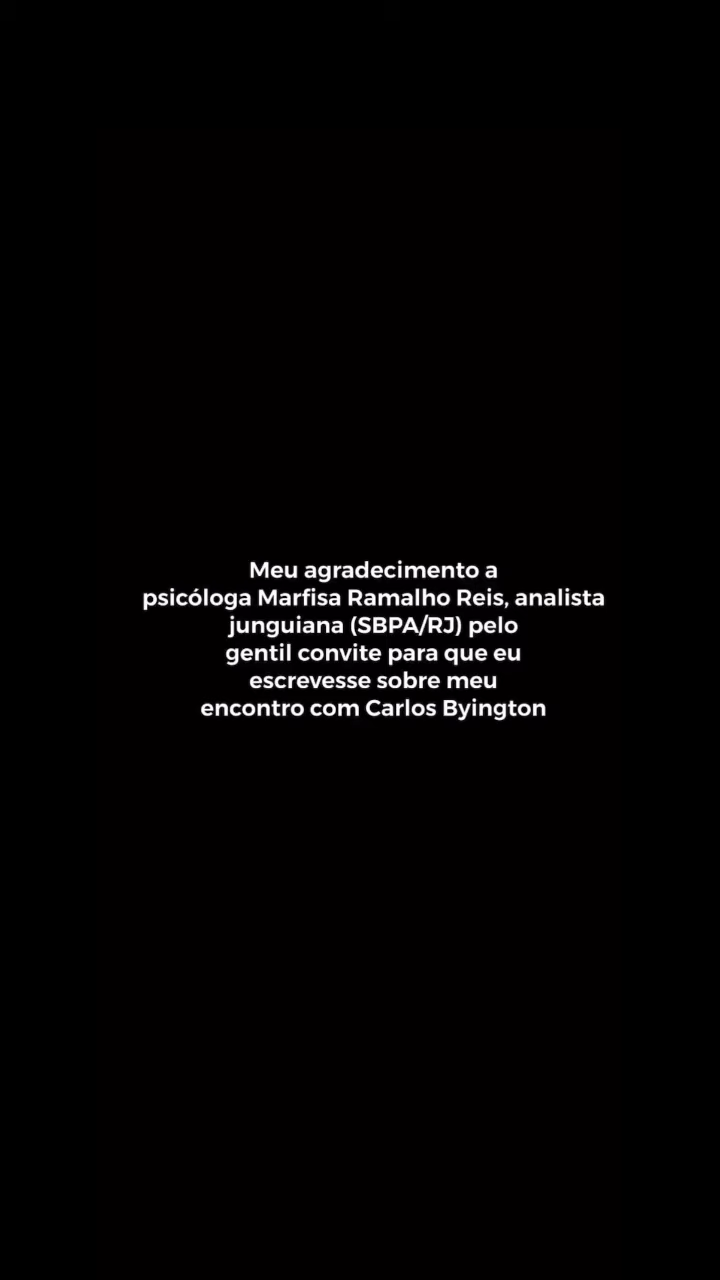 Meu agradecimento a
psicóloga Marfisa Ramalho Reis, analista
junguiana (SBPA/RJ) pelo
gentil convite para que eu
escrevesse sobre meu
encontro com Carlos Byington